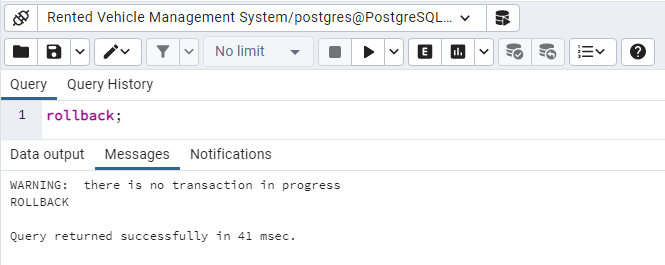 Rented Vehicle Management System/postgres@PostgreSQL...
No limit
E
Query Query History
1 rollback;
Data output Messages Notifications
WARNING:  there is no transaction in progress
ROLLBACK
Query returned successfully in 41 msec.